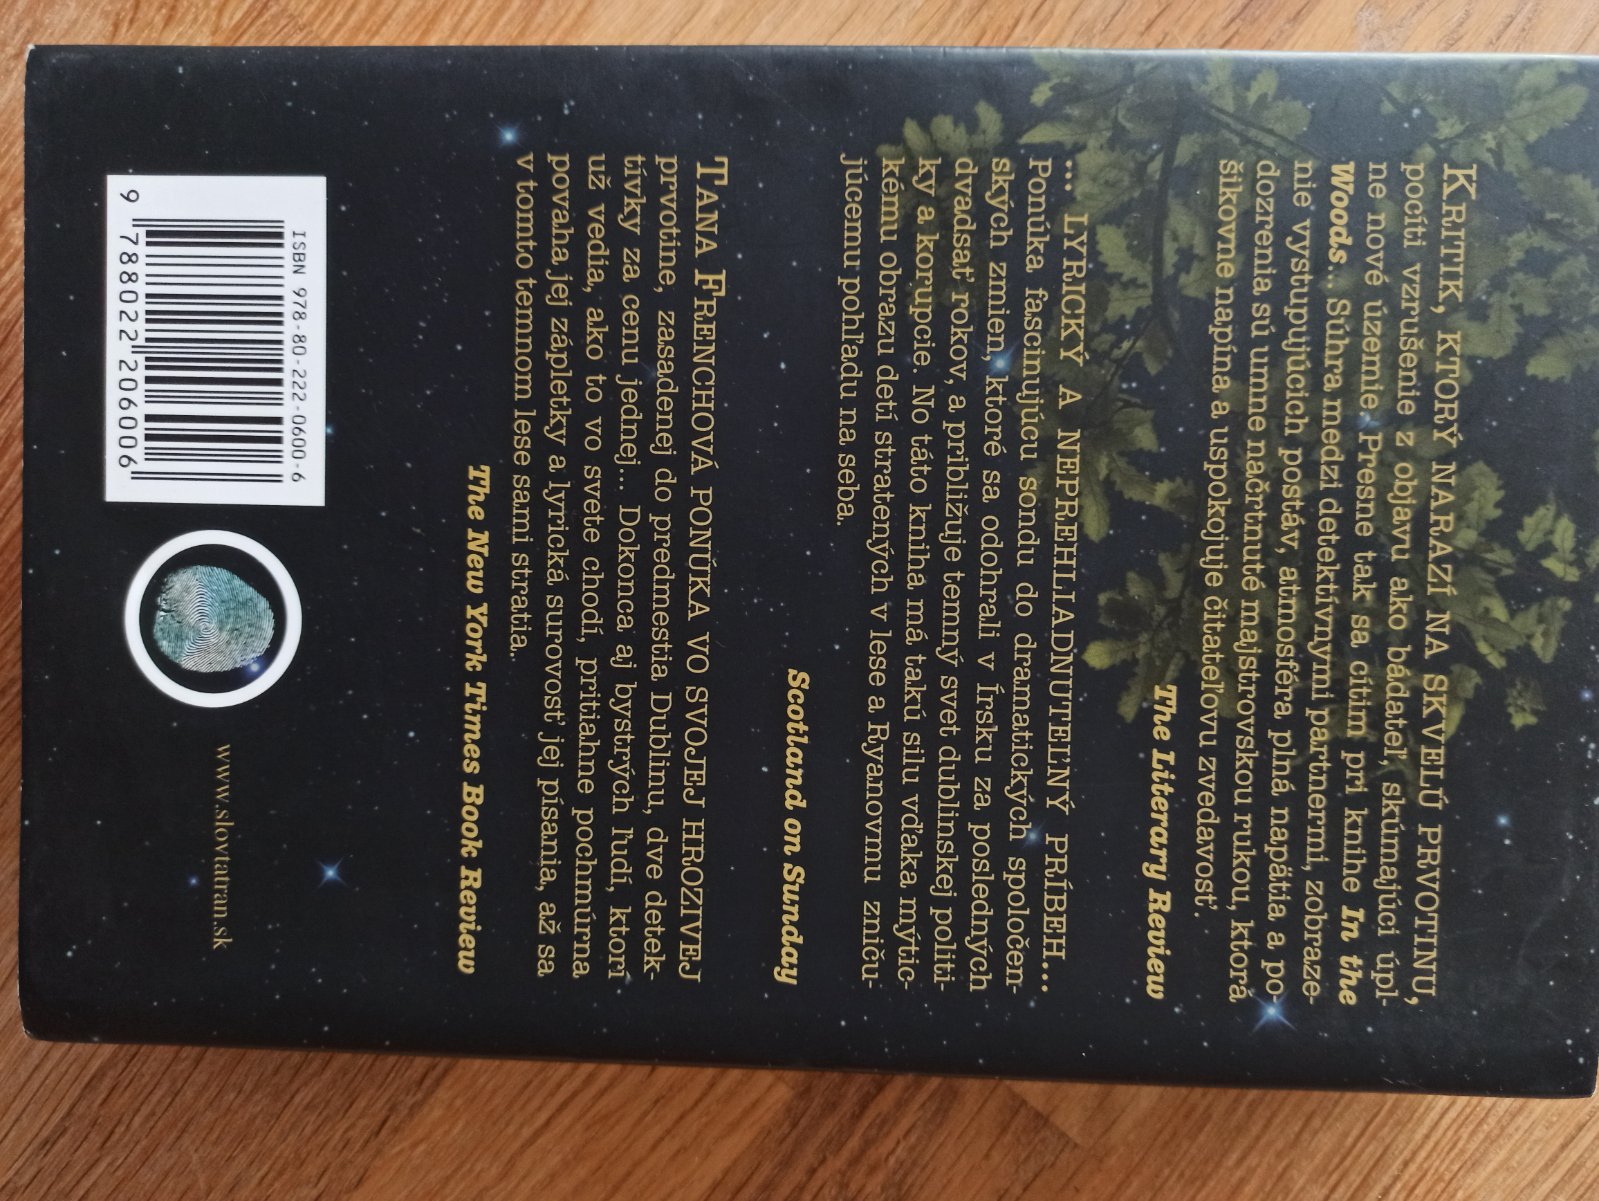 KRITIK, KTORÝ NARAZÍ NA SKVELÚ PRVOTINU,
pocíti vzrušenie z objavu ako bádateľ, skúmajúci úpl-
ne nové územie. Presne tak sa cítim pri knihe In the
Woods... Súhra medzi detektívnymi partnermi, zobraze-
nie vystupujúcich postáv, atmosféra plná napätia a po-
dozrenia sú umne načrtnuté majstrovskou rukou, ktorá
šikovne napína a uspokojuje čitateľovu zvedavosť.
The Literary Review
... LYRICKÝ A NEPREHLIADNUTEĽNÝ PRÍBEH...
Ponúka fascinujúcu sondu do dramatických spoločen-
ských zmien, ktoré sa odohrali v Írsku za posledných
dvadsať rokov, a približuje temný svet dublinskej politi-
ky a korupcie. No táto kniha má takú silu vďaka mýtic-
kému obrazu detí stratených v lese a Ryanovmu zniču-
júcemu pohľadu na seba.
Scotland on Sunday
TANA FRENCHOVÁ PONÚKA VO SVOJEJ HROZIVEJ
prvotine, zasadenej do predmestia Dublinu, dve detek-
tívky za cenu jednej... Dokonca aj bystrých ľudí, ktorí
už vedia, ako to vo svete chodí, pritiahne pochmúrna
povaha jej zápletky a lyrická surovosť jej písania, až sa
v tomto temnom lese sami stratia.
The New York Times Book Review
ISBN 978-80-222-0600-6
9 788022 206006
www.slovtatran.sk